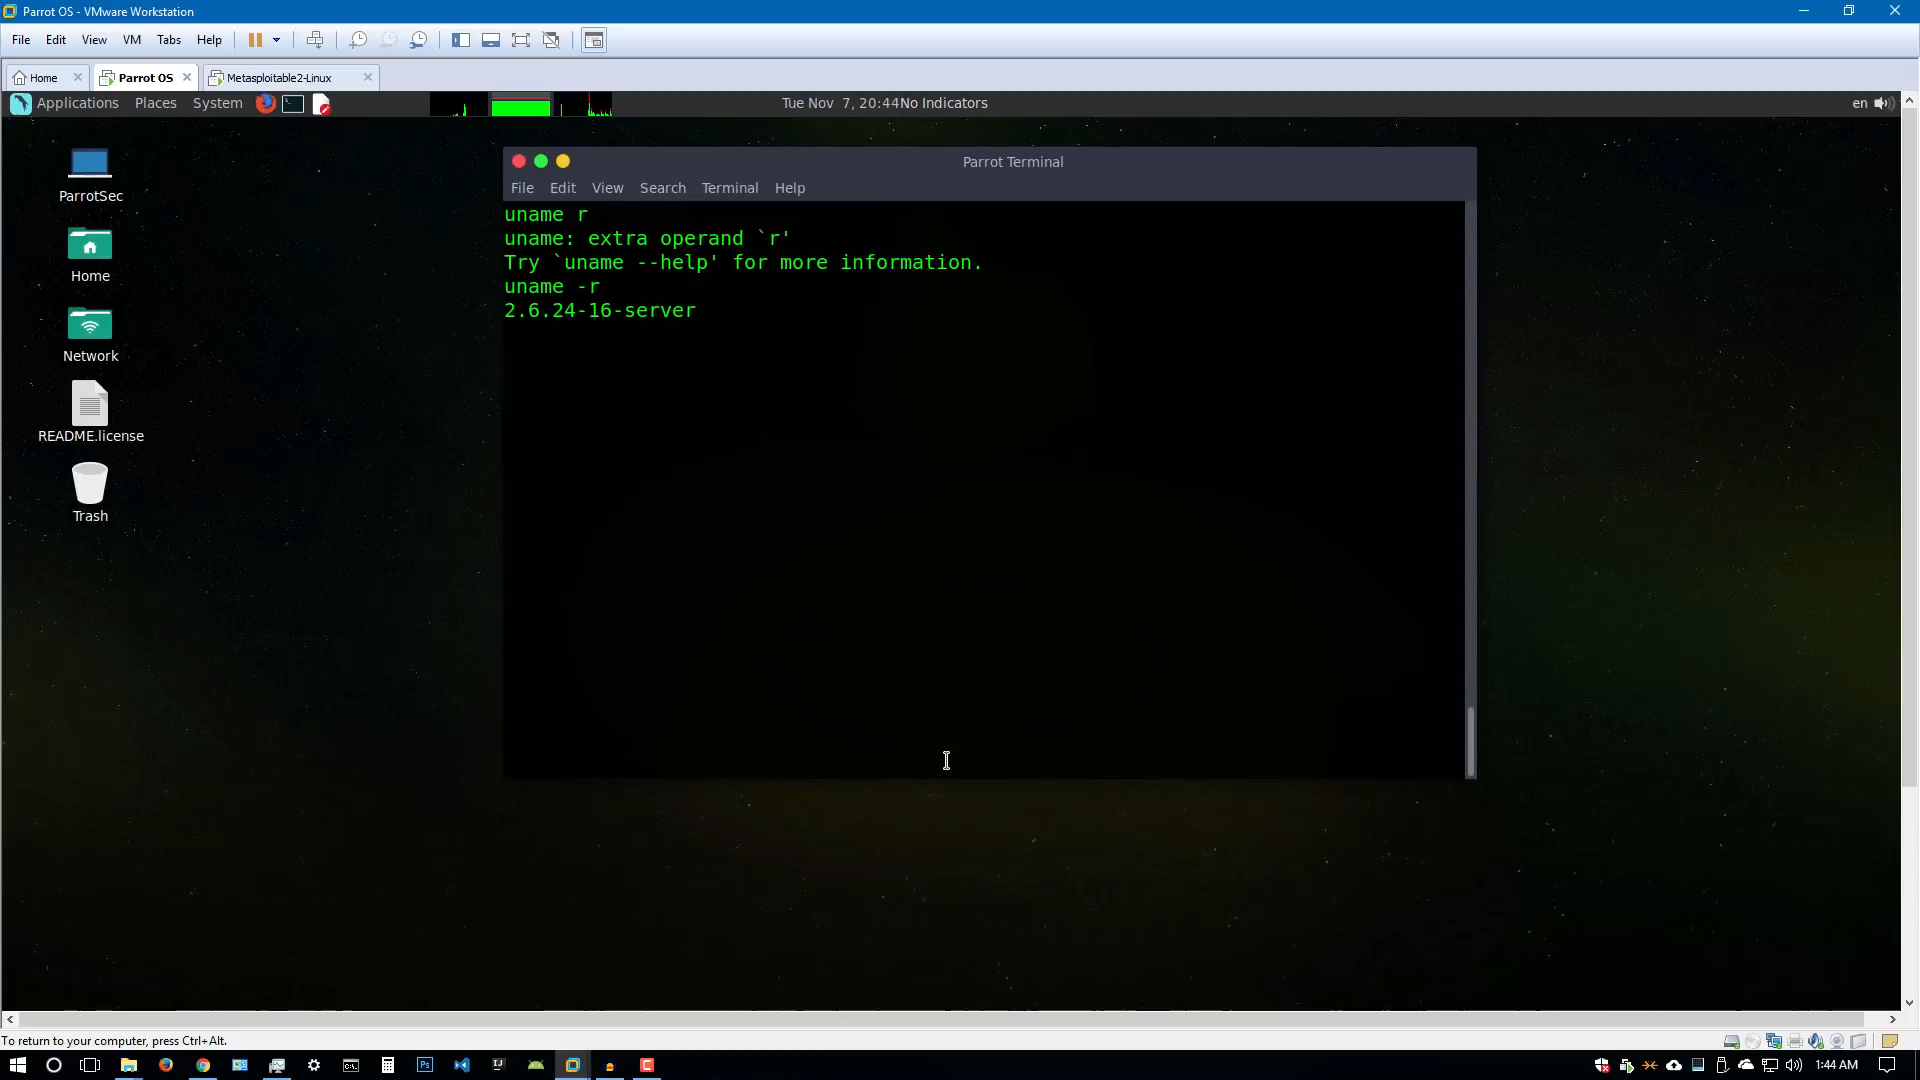 Parrot OS - VMware Workstation
File Edit View VM Tabs Help
Home Parrot OS Metasploitable2-Linux
Applications Places System Tue Nov 7, 20:44No Indicators en
ParrotSec
Home
Network
README.license
Trash
Parrot Terminal
File Edit View Search Terminal Help
uname r
uname: extra operand `r'
Try `uname --help' for more information.
uname -r
2.6.24-16-server
To return to your computer, press Ctrl+Alt.
Ps
1:44 AM